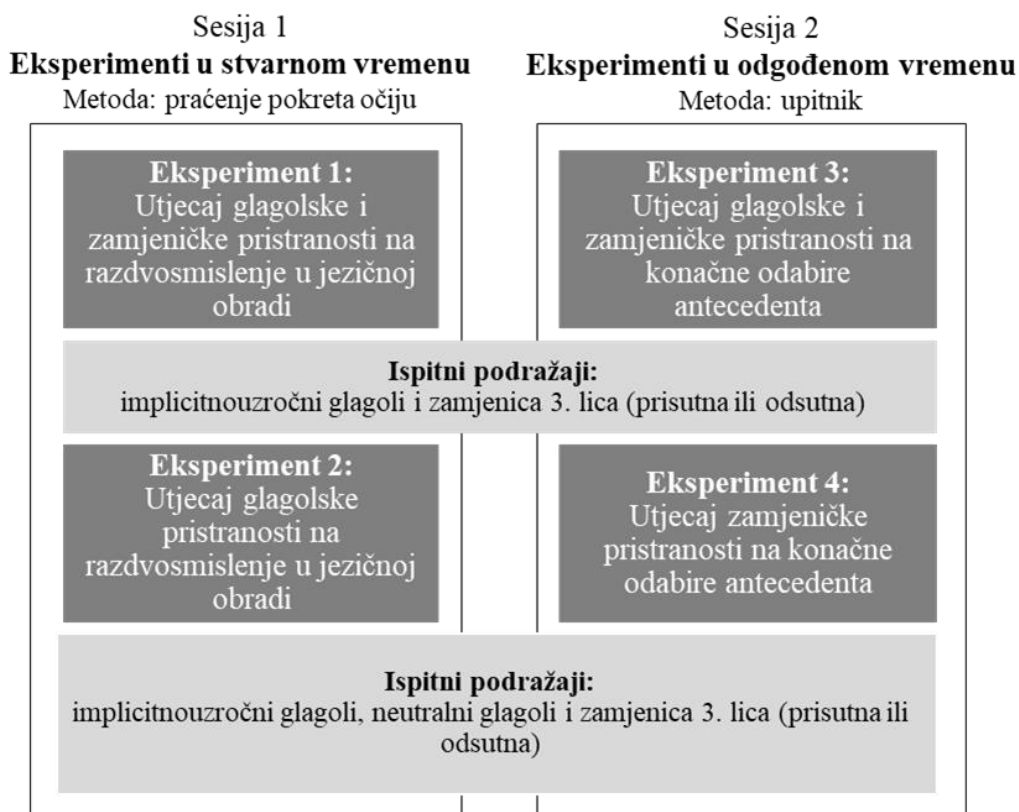 Sesija 1
Eksperimenti u stvarnom vremenu
Metoda: praćenje pokreta očiju
Sesija 2
Eksperimenti u odgođenom vremenu
Metoda: upitnik
Eksperiment 1:
Utjecaj glagolske i
zamjeničke pristranosti na
razdvosmislenje u jezičnoj
obradi
Eksperiment 3:
Utjecaj glagolske i
zamjeničke pristranosti na
konačne odabire
antecedenta
Ispitni podražaji:
implicitnouzročni glagoli i zamjenica 3. lica (prisutna ili odsutna)
Eksperiment 2:
Utjecaj glagolske
pristranosti na
razdvosmislenje u jezičnoj
obradi
Eksperiment 4:
Utjecaj zamjeničke
pristranosti na konačne
odabire antecedenta
Ispitni podražaji:
implicitnouzročni glagoli, neutralni glagoli i zamjenica 3. lica (prisutna ili
odsutna)